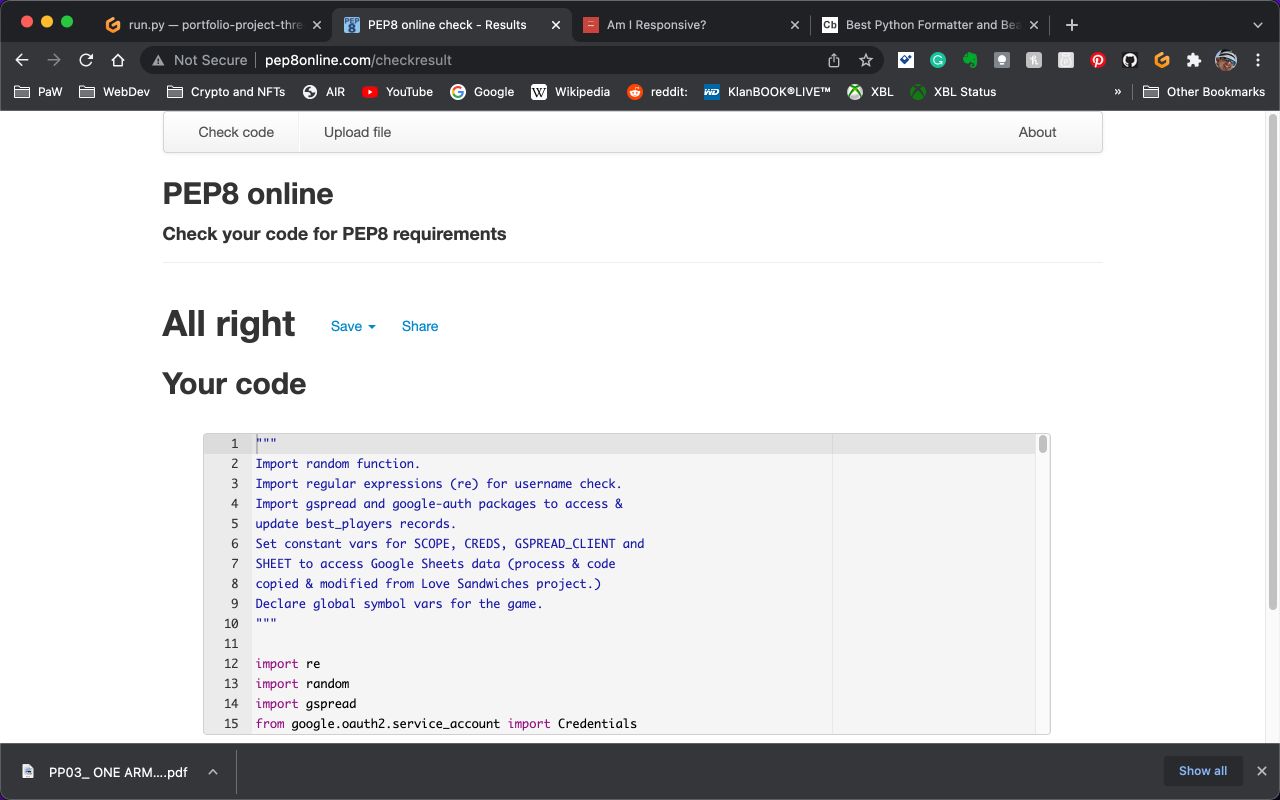 run.py — portfolio-project-thre
PEP8 online check - Results
Am I Responsive?
Cb Best Python Formatter and Bea
Not Secure pep8online.com/checkresult
PaW
WebDev
Crypto and NFTs
AIR
YouTube
Google
Wikipedia
reddit:
KlanBOOK®LIVE™
XBL
XBL Status
»
Other Bookmarks
Check code
Upload file
About
PEP8 online
Check your code for PEP8 requirements
All right
Save
Share
Your code
1 """
2 Import random function.
3 Import regular expressions (re) for username check.
4 Import gspread and google-auth packages to access &
5 update best_players records.
6 Set constant vars for SCOPE, CREDS, GSPREAD_CLIENT and
7 SHEET to access Google Sheets data (process & code
8 copied & modified from Love Sandwiches project.)
9 Declare global symbol vars for the game.
10 """
11
12 import re
13 import random
14 import gspread
15 from google.oauth2.service_account import Credentials
PP03_ ONE ARM....pdf
Show all